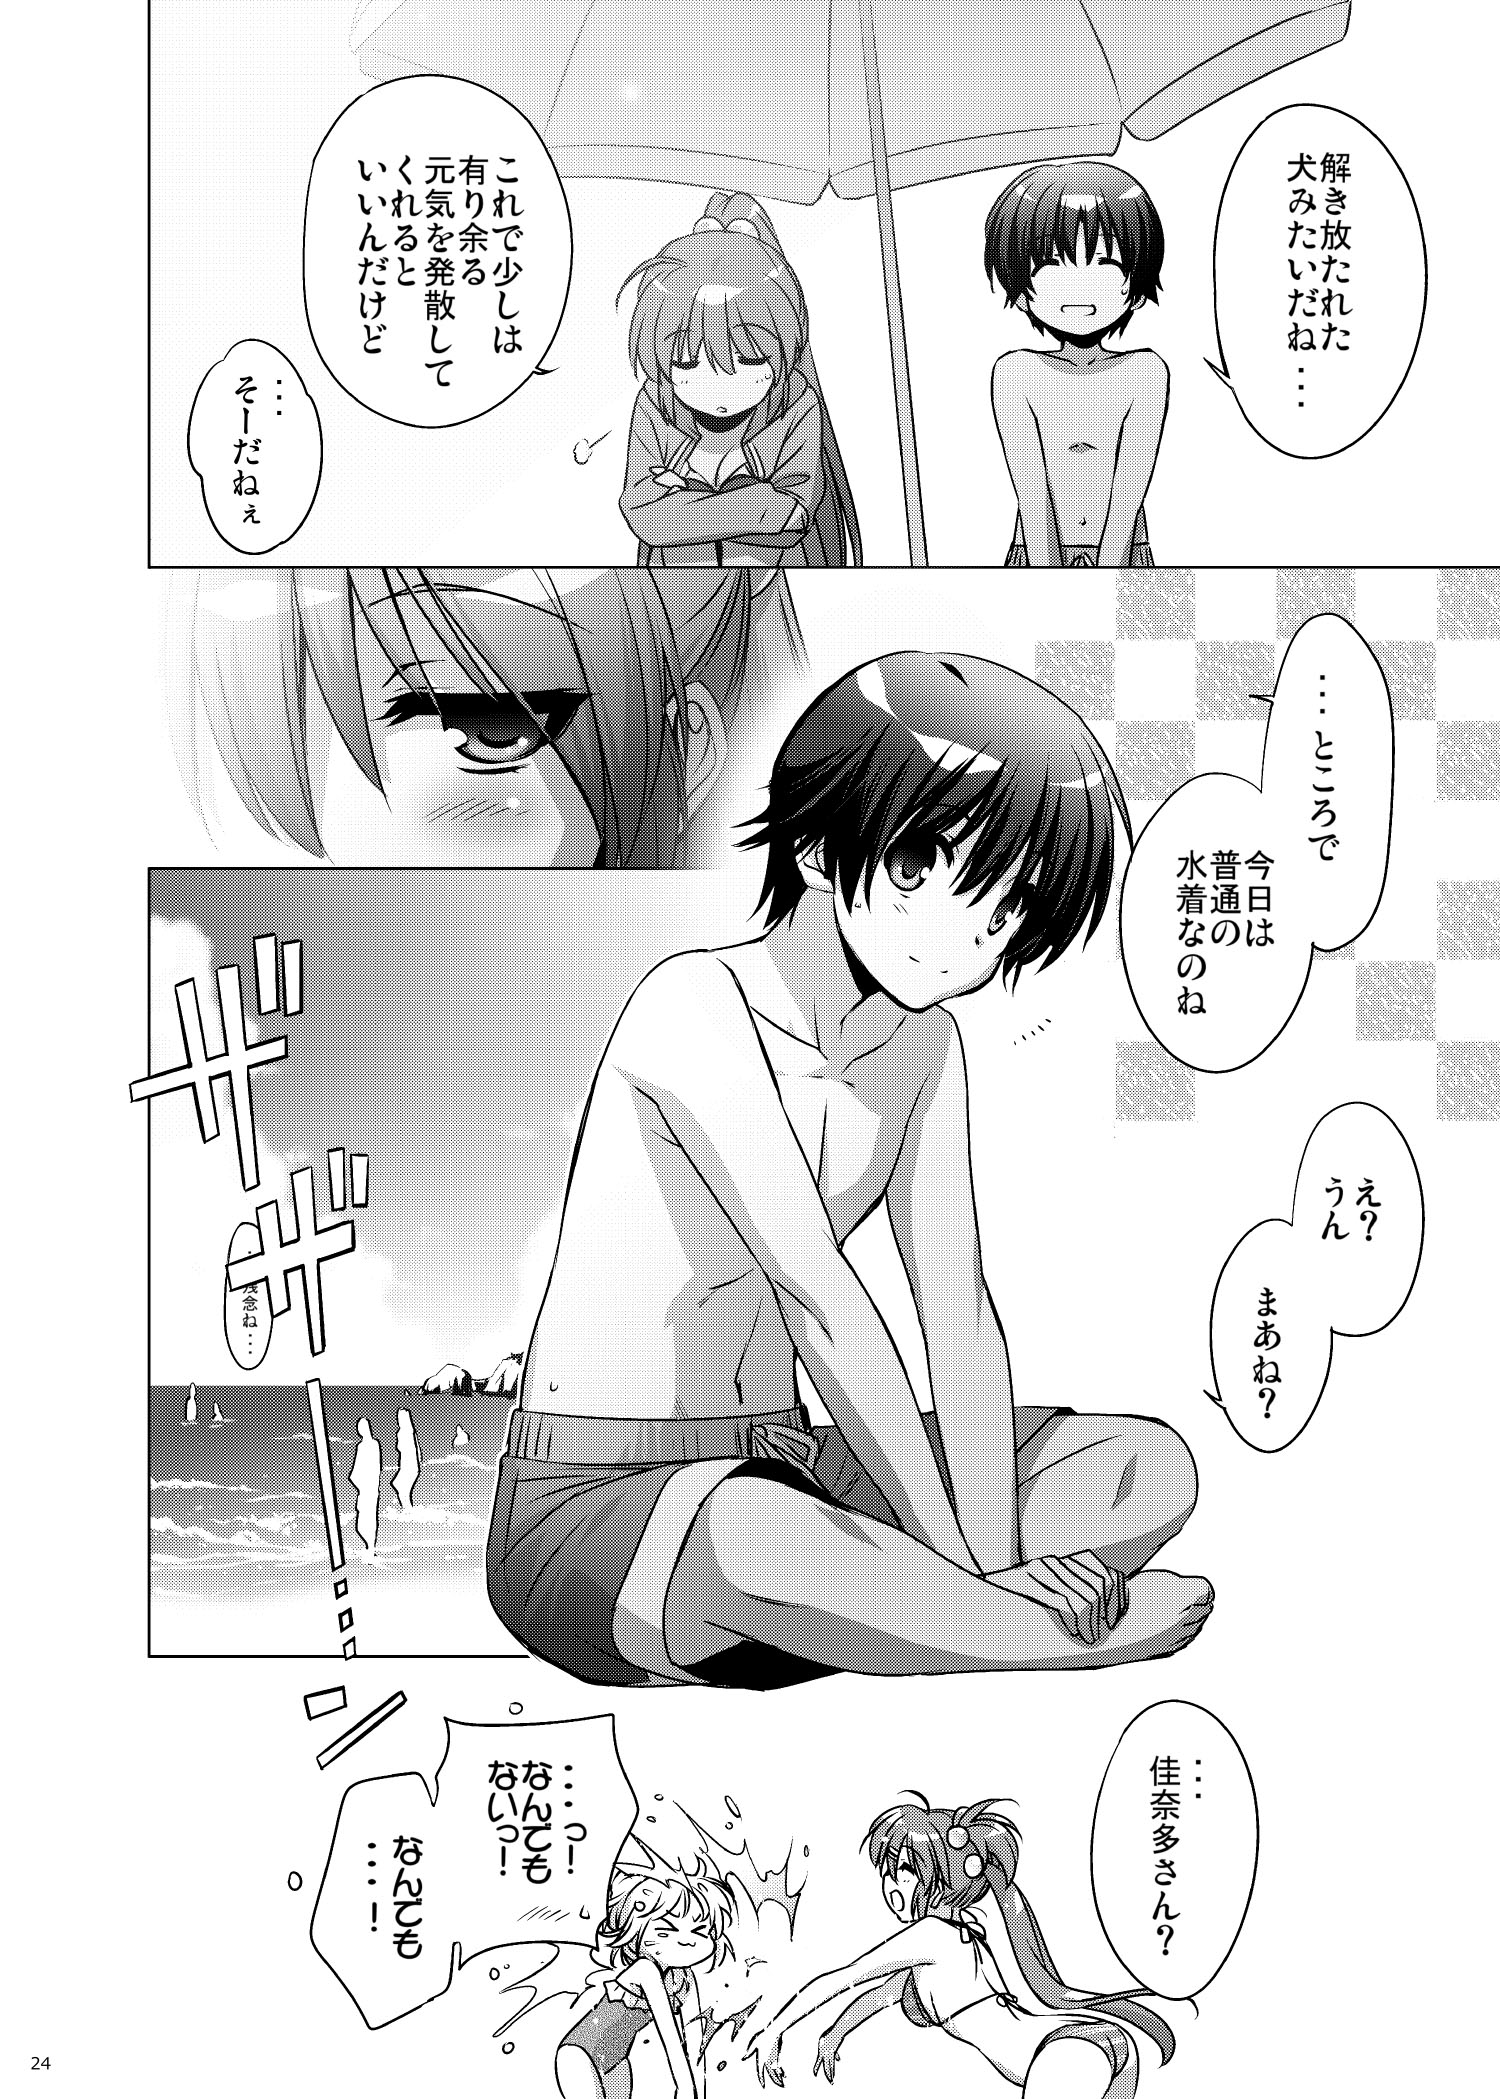 解き放たれた
犬みたいだね・・・
これで少しは
有り余る
元気を発散して
くれると
いいんだけど
・・・
そーだねぇ
・・・ところで
今日は
普通の
水着なのね
え？
うん
まあね？
ザザ
ザザ
ーン
残念ね・・・
・・・
佳奈多さん？
・・・っ！
なんでも
ないっ！
なんでも
・・・！
24